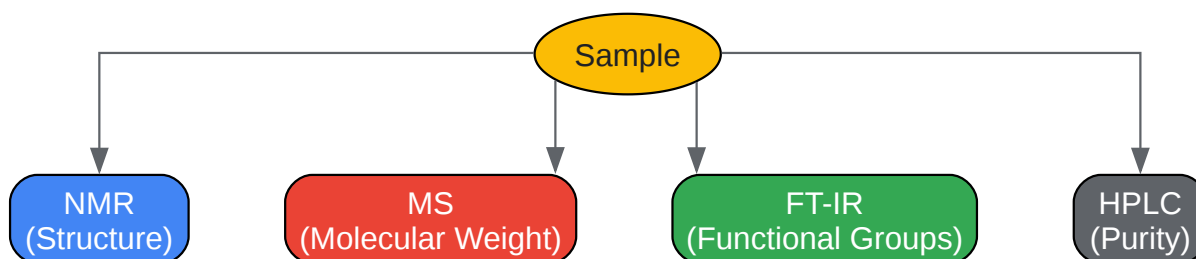 Sample
NMR
(Structure)
MS
(Molecular Weight)
FT-IR
(Functional Groups)
HPLC
(Purity)